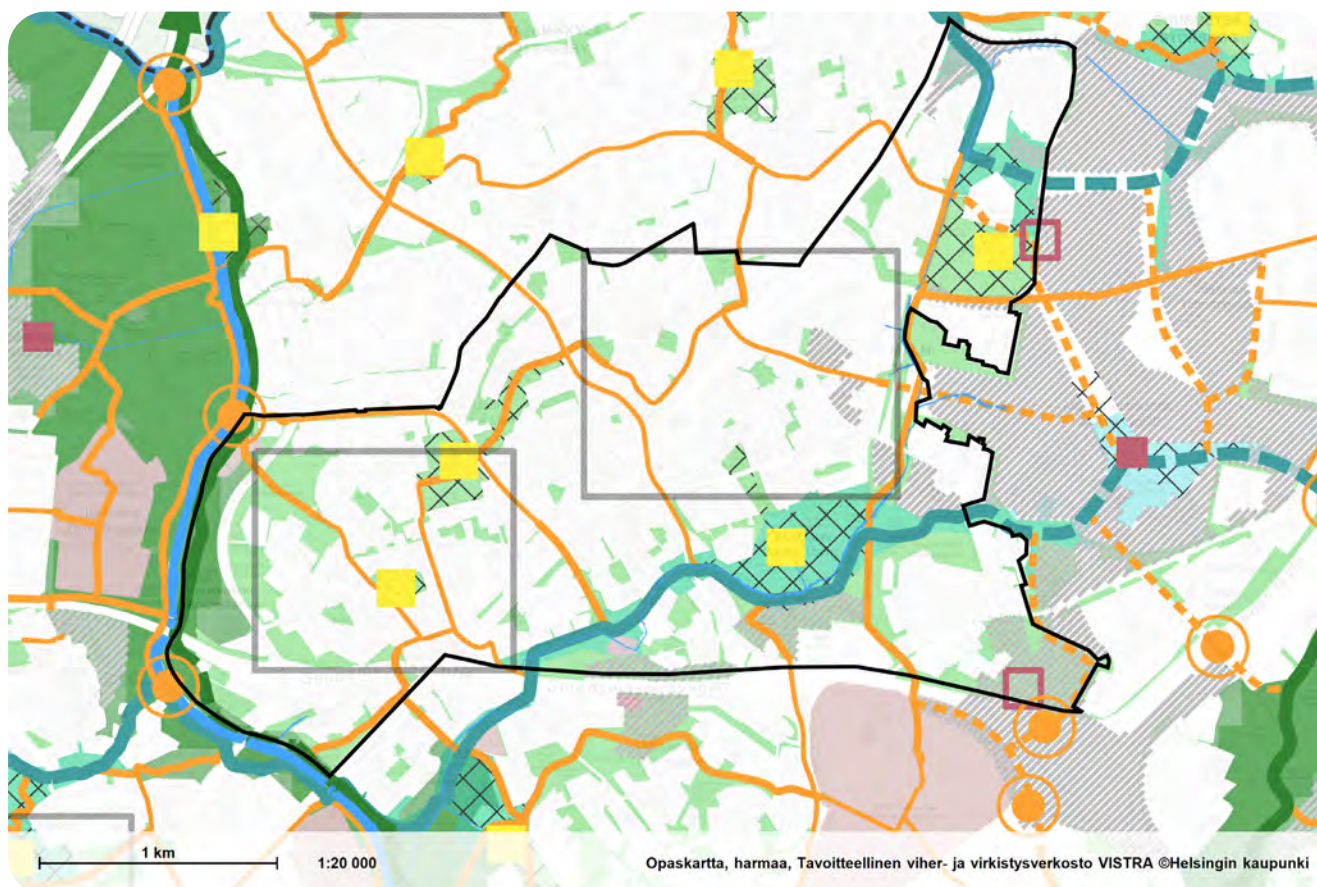 1 km
1:20 000
Opaskartta, harmaa, Tavoitteellinen viher- ja virkistysverkosto VISTRA ©Helsingin kaupunki